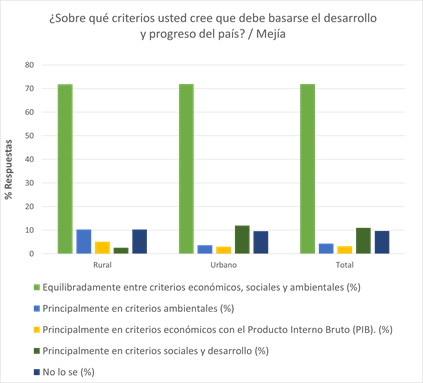 ¿Sobre qué criterios usted cree que debe basarse el desarrollo
y progreso del país? / Mejía
% Respuestas
80
70
60
50
40
30
20
10
0
Rural
Urbano
Total
Equilibradamente entre criterios económicos, sociales y ambientales (%)
Principalmente en criterios ambientales (%)
Principalmente en criterios económicos con el Producto Interno Bruto (PIB). (%)
Principalmente en criterios sociales y desarrollo (%)
No lo se (%)